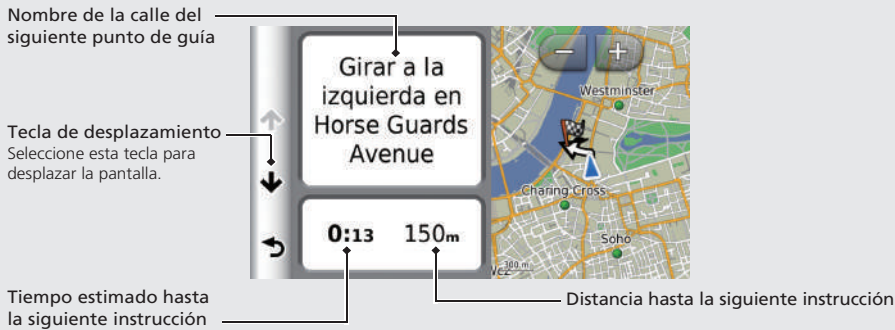 Nombre de la calle del
siguiente punto de guía
Girar a la
izquierda en
Horse Guards
Avenue
Westminster
Tecla de desplazamiento
Seleccione esta tecla para
desplazar la pantalla.
Charing Cross
0:13 150m
Soho
300 m
Tiempo estimado hasta
la siguiente instrucción
Distancia hasta la siguiente instrucción